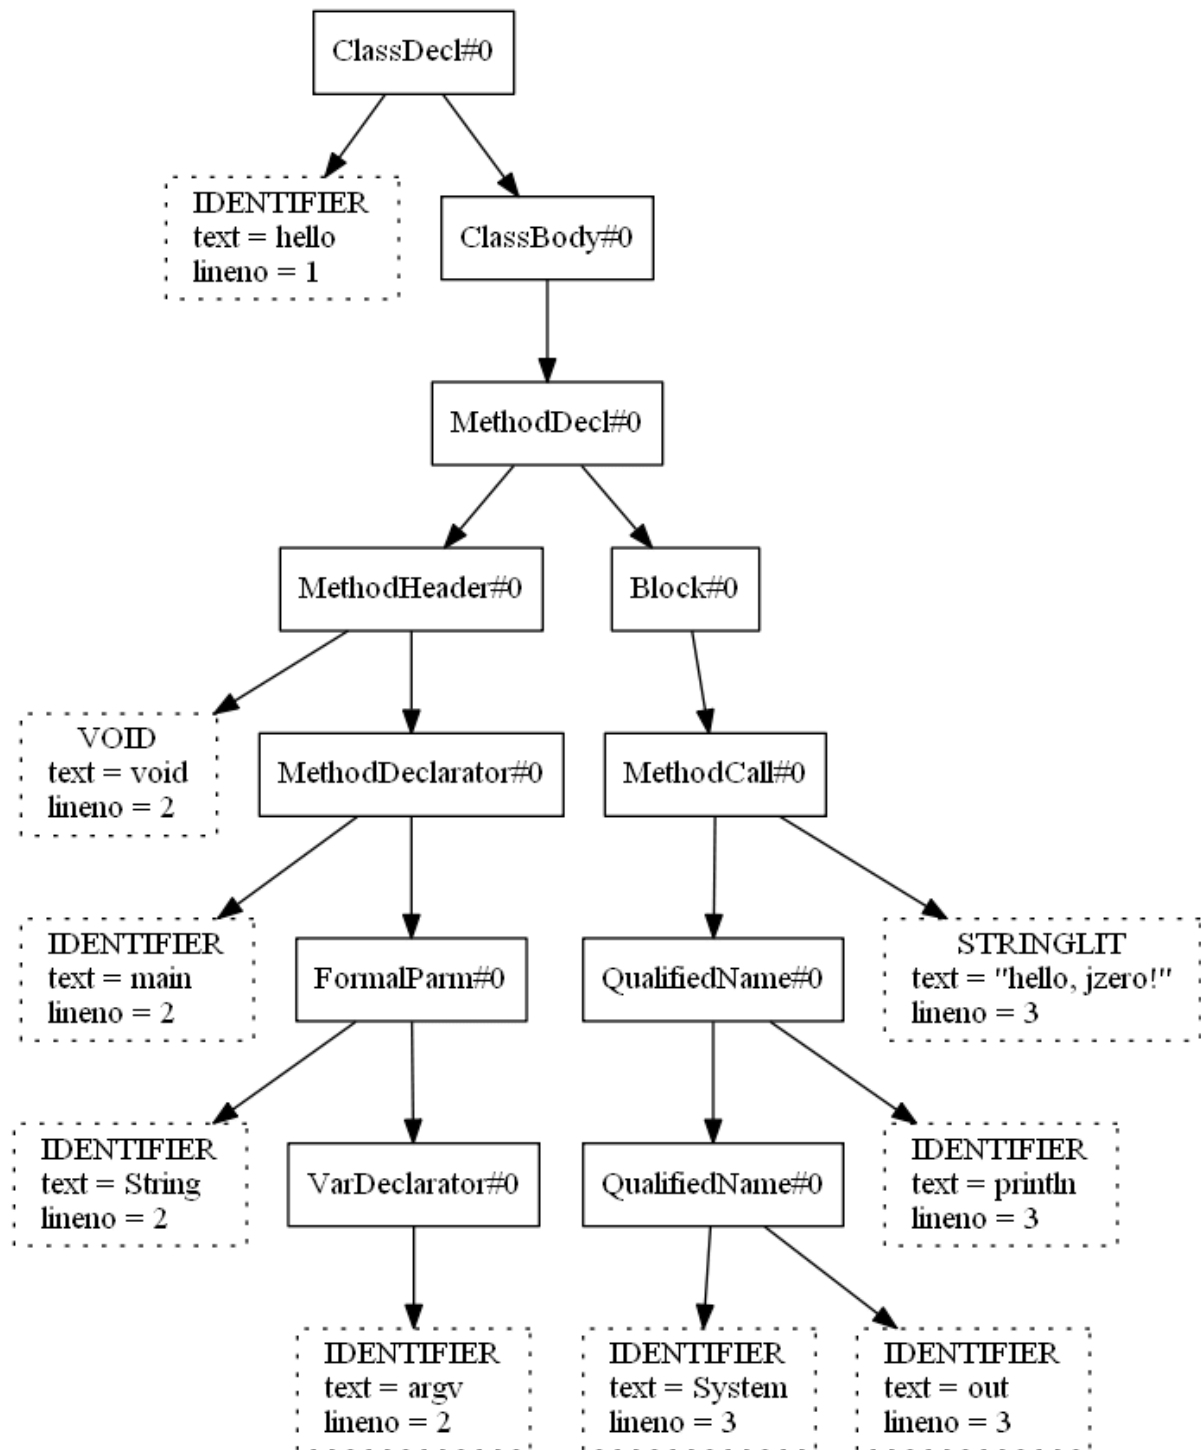 ClassDecl#0
IDENTIFIER
text = hello
lineno = 1
ClassBody#0
MethodDecl#0
MethodHeader#0
Block#0
VOID
text = void
lineno = 2
MethodDeclarator#0
MethodCall#0
IDENTIFIER
text = main
lineno = 2
FormalParm#0
QualifiedName#0
STRINGLIT
text = "hello, jzero!"
lineno = 3
IDENTIFIER
text = String
lineno = 2
VarDeclarator#0
QualifiedName#0
IDENTIFIER
text = println
lineno = 3
IDENTIFIER
text = argv
lineno = 2
IDENTIFIER
text = System
lineno = 3
IDENTIFIER
text = out
lineno = 3